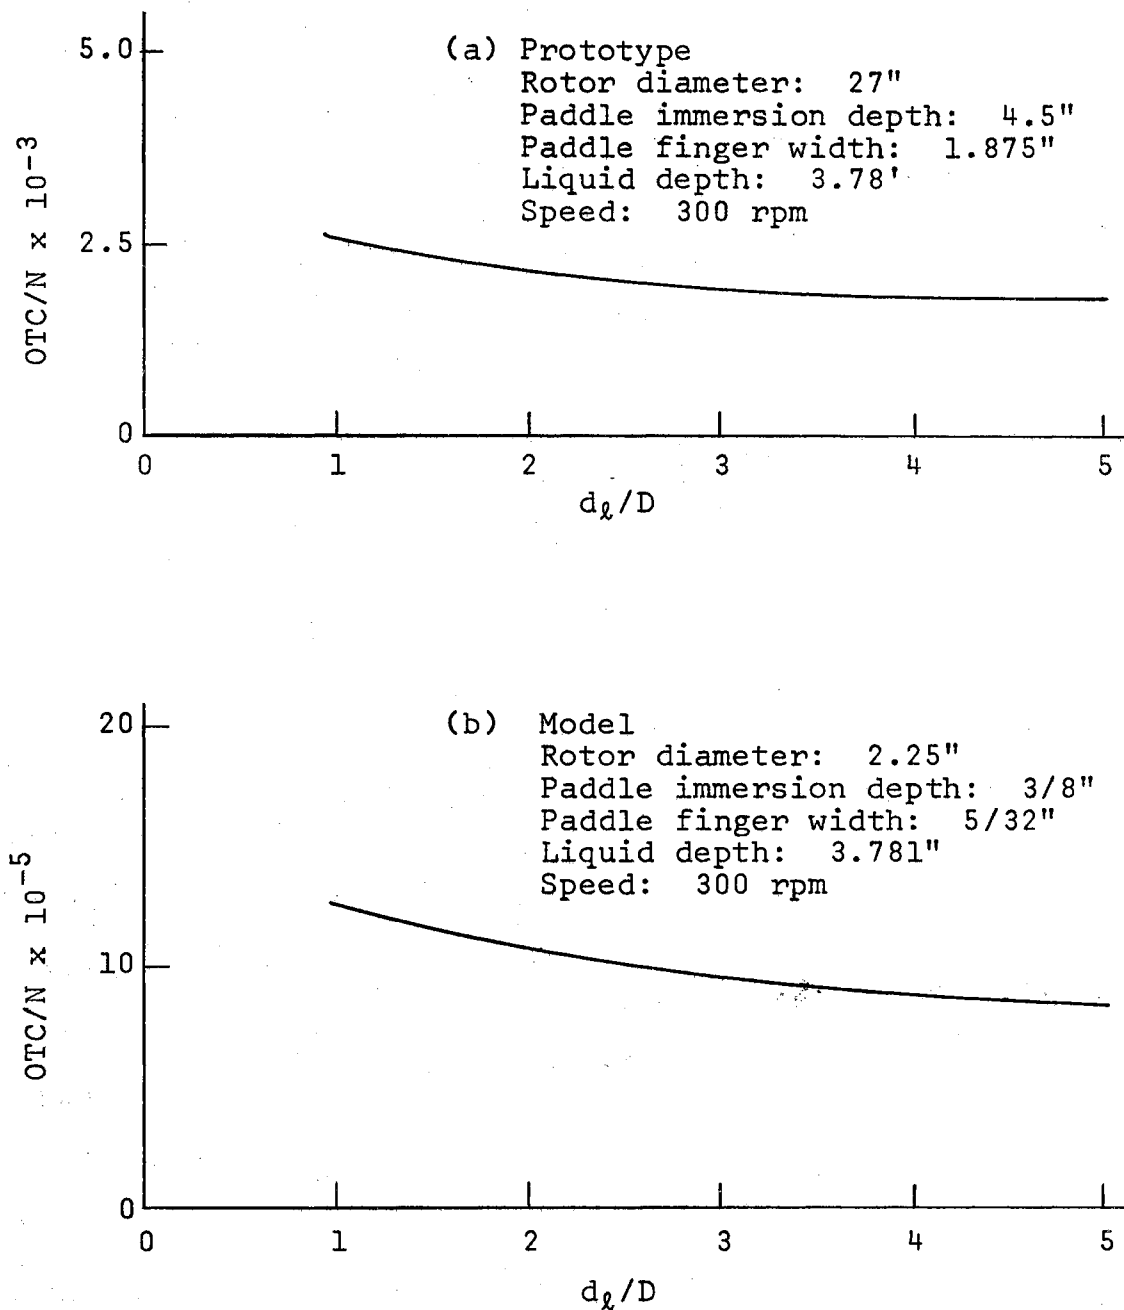 5.0
2.5
0
OTC/N x 10⁻³
(a) Prototype
Rotor diameter: 27"
Paddle immersion depth: 4.5"
Paddle finger width: 1.875"
Liquid depth: 3.78'
Speed: 300 rpm
0 1 2 3 4 5
dℓ/D
20
10
0
OTC/N x 10⁻⁵
(b) Model
Rotor diameter: 2.25"
Paddle immersion depth: 3/8"
Paddle finger width: 5/32"
Liquid depth: 3.781"
Speed: 300 rpm
0 1 2 3 4 5
dℓ/D